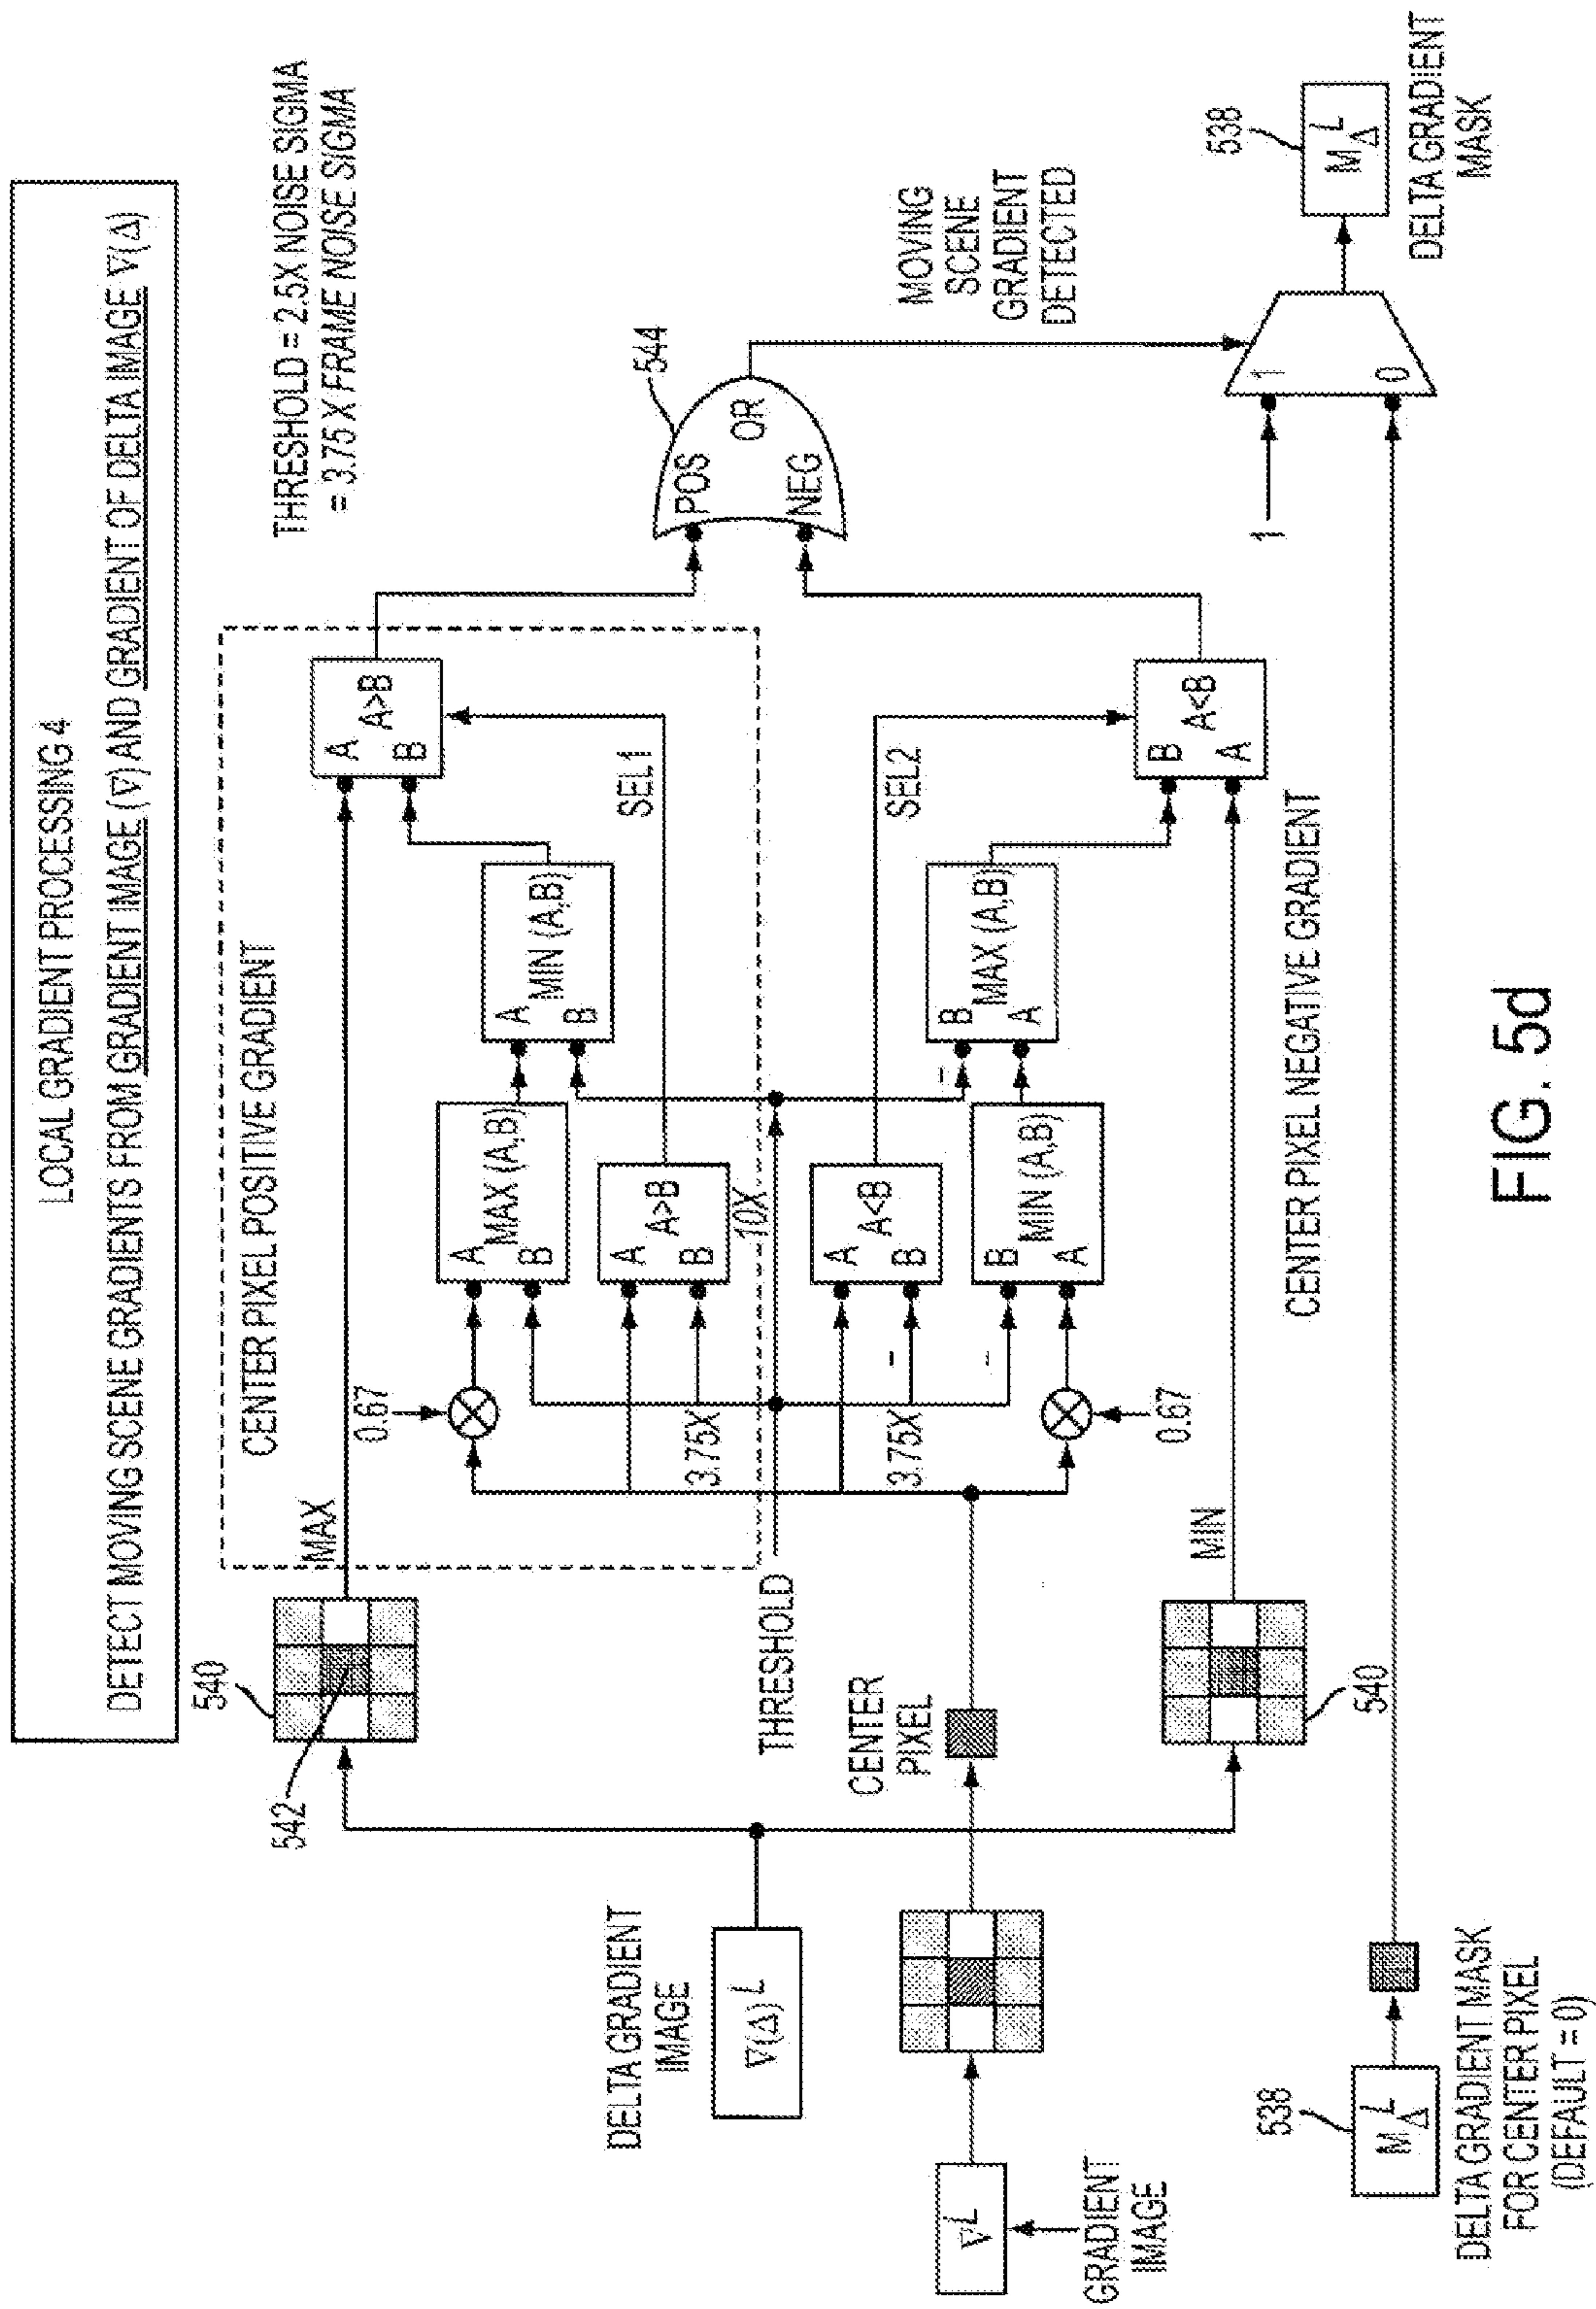 LOCAL GRADIENT PROCESSING 4
DETECT MOVING SCENE GRADIENTS FROM GRADIENT IMAGE (∇) AND GRADIENT OF DELTA IMAGE ∇(Δ)
THRESHOLD = 2.5X NOISE SIGMA
= 3.75 X FRAME NOISE SIGMA
540
542
MAX
CENTER PIXEL POSITIVE GRADIENT
0.67
A
B
MAX (A,B)
A
B
MIN (A,B)
A
B
A>B
A
B
A>B
3.75X
10X
SEL1
THRESHOLD
DELTA GRADIENT
IMAGE
∇(Δ)^L
CENTER
PIXEL
∇^L
GRADIENT
IMAGE
3.75X
–
–
–
A
B
A<B
SEL2
B
A
MIN (A,B)
B
A
MAX (A,B)
B
A
A<B
0.67
MIN
540
CENTER PIXEL NEGATIVE GRADIENT
544
POS
NEG
OR
MOVING
SCENE
GRADIENT
DETECTED
1
1
0
538
M_Δ^L
DELTA GRADIENT
MASK
538
M_Δ^L
DELTA GRADIENT MASK
FOR CENTER PIXEL
(DEFAULT = 0)
FIG. 5d